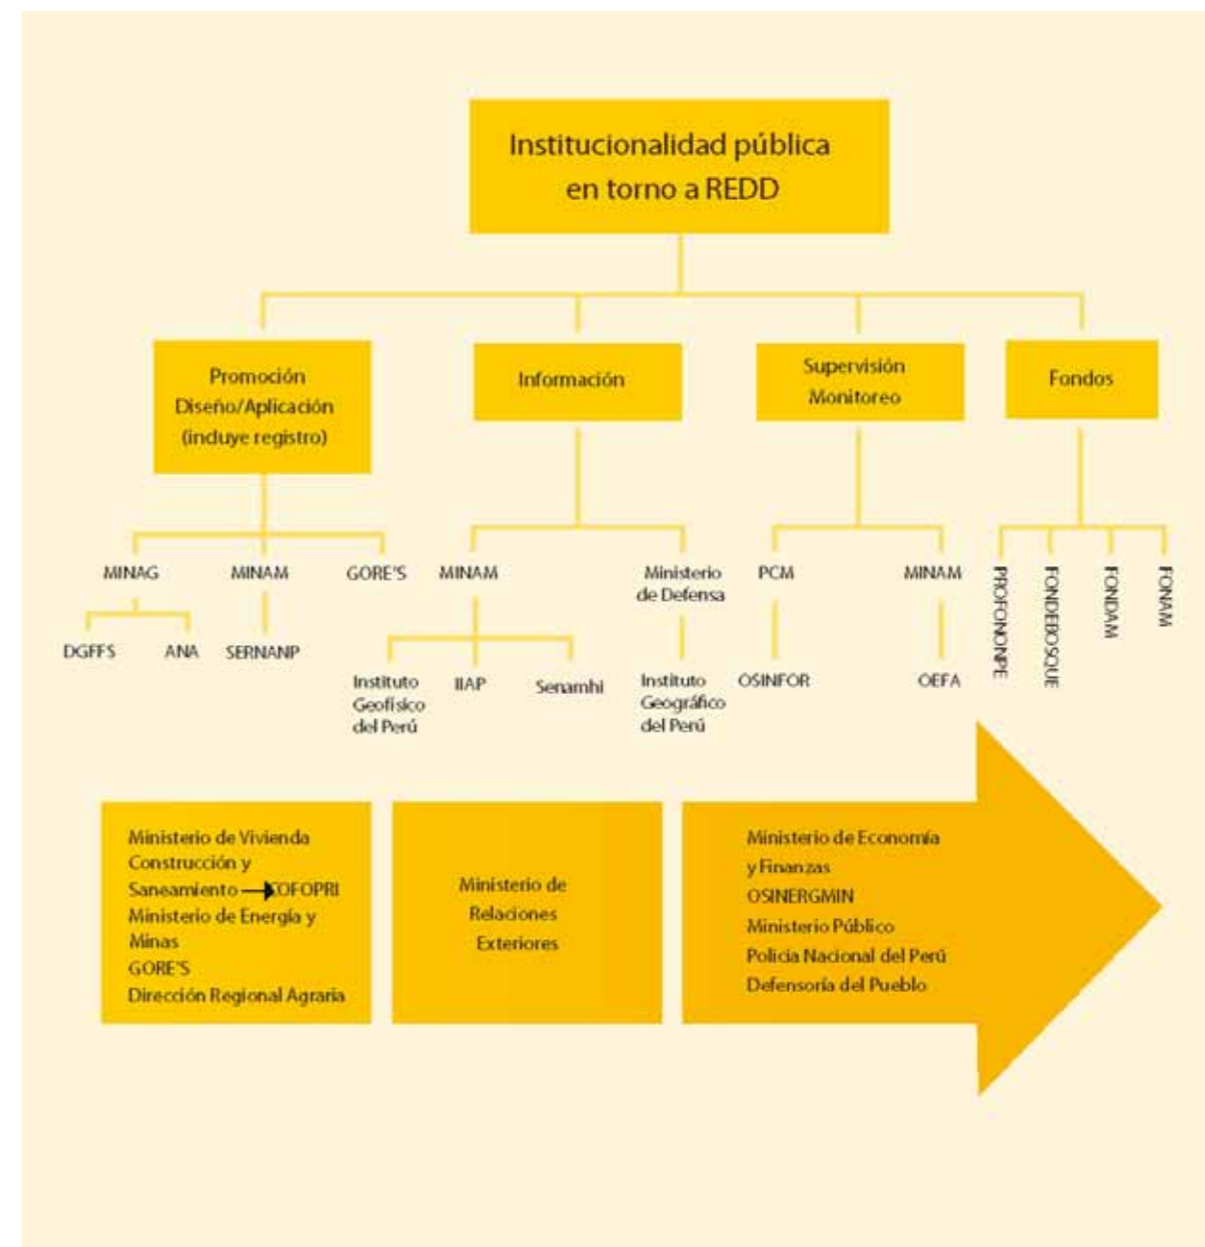 Institucionalidad pública
en torno a REDD
Promoción
Diseño/Aplicación
(incluye registro)
Información
Supervisión
Monitoreo
Fondos
MINAG
MINAM
GORE'S
MINAM
Ministerio
de Defensa
PCM
MINAM
PROFONONPE
FONDEBOSQUE
FONDAM
FONAM
DGFFS
ANA
SERNANP
Instituto
Geofísico
del Perú
IIAP
Senamhi
Instituto
Geográfico
del Perú
OSINFOR
OEFA
Ministerio de Vivienda
Construcción y
Saneamiento → COFOPRI
Ministerio de Energía y
Minas
GORE'S
Dirección Regional Agraria
Ministerio de
Relaciones
Exteriores
Ministerio de Economía
y Finanzas
OSINERGMIN
Ministerio Público
Policia Nacional del Perú
Defensoría del Pueblo